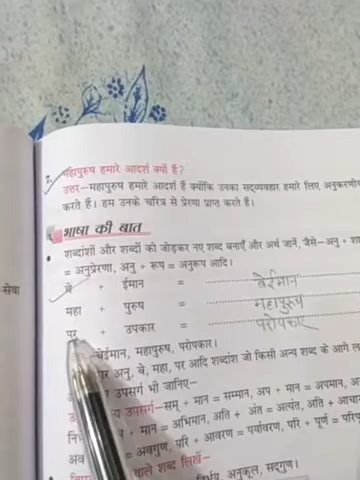 7. महापुरुष हमारे आदर्श क्यों हैं?
उत्तर–महापुरुष हमारे आदर्श हैं क्योंकि उनका सद्व्यवहार हमारे लिए अनुकरणीय
करते हैं। हम उनके चरित्र से प्रेरणा प्राप्त करते हैं।
भाषा की बात
शब्दांशों और शब्दों को जोड़कर नए शब्द बनाएँ और अर्थ जानें, जैसे–अनु +
= अनुप्रेरणा, अनु + रूप = अनुरूप आदि।
सेवा
बे + ईमान = बेईमान
महा + पुरुष = महापुरुष
पर + उपकार = परोपकार
बेईमान, महापुरुष, परोपकार।
अनु, बे, महा, पर आदि शब्दांश जो किसी अन्य शब्द के आगे
उपसर्ग भी जानिए–
उपसर्ग– सम् + मान = सम्मान, अप + मान = अपमान,
+ मान = अभिमान, अति + अंत = अत्यंत, अति +
अव = अवगुण, परि + आवरण = पर्यावरण, परि + पूर्ण =
वाले शब्द लिखें–
अनुकूल, सद्गुण।